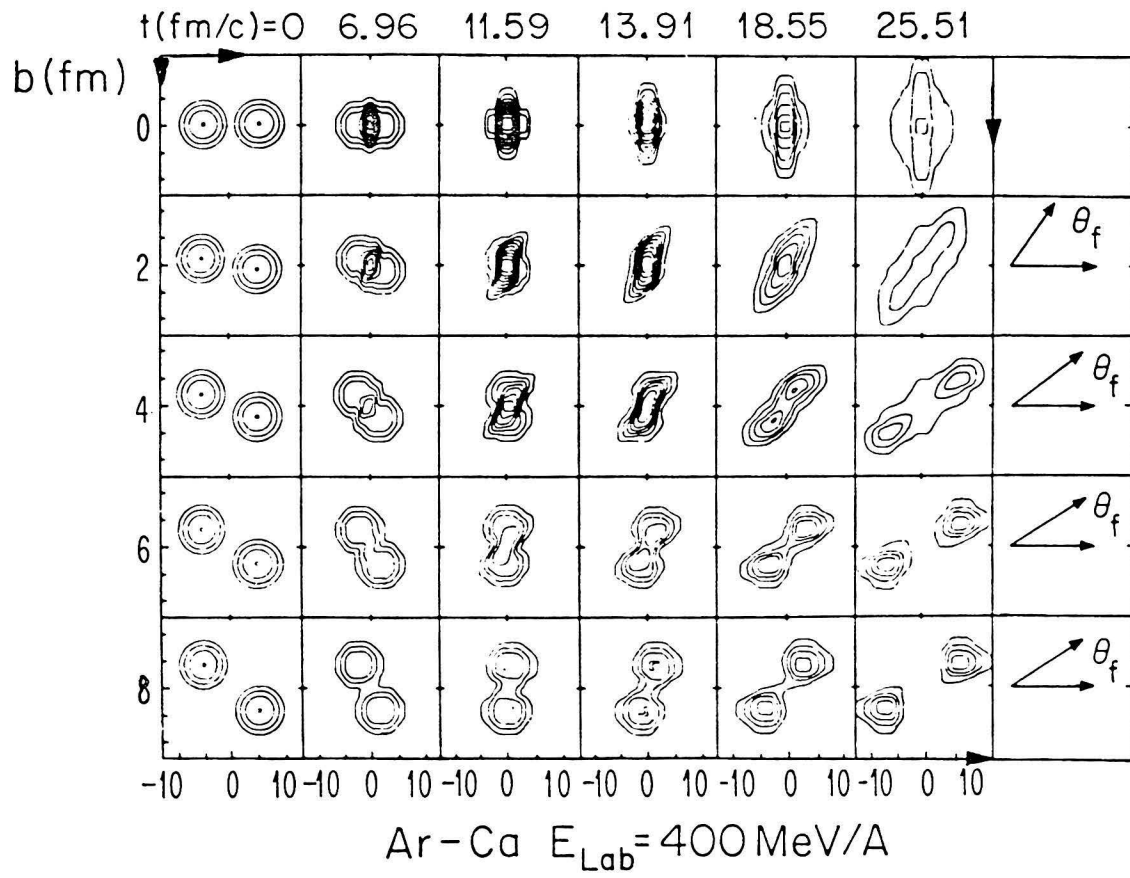 t(fm/c)=0 6.96 11.59 13.91 18.55 25.51
b(fm)
0
2 θf
4 θf
6 θf
8 θf
-10 0 10 -10 0 10 -10 0 10 -10 0 10 -10 0 10 -10 0 10
Ar-Ca ELab=400 MeV/A